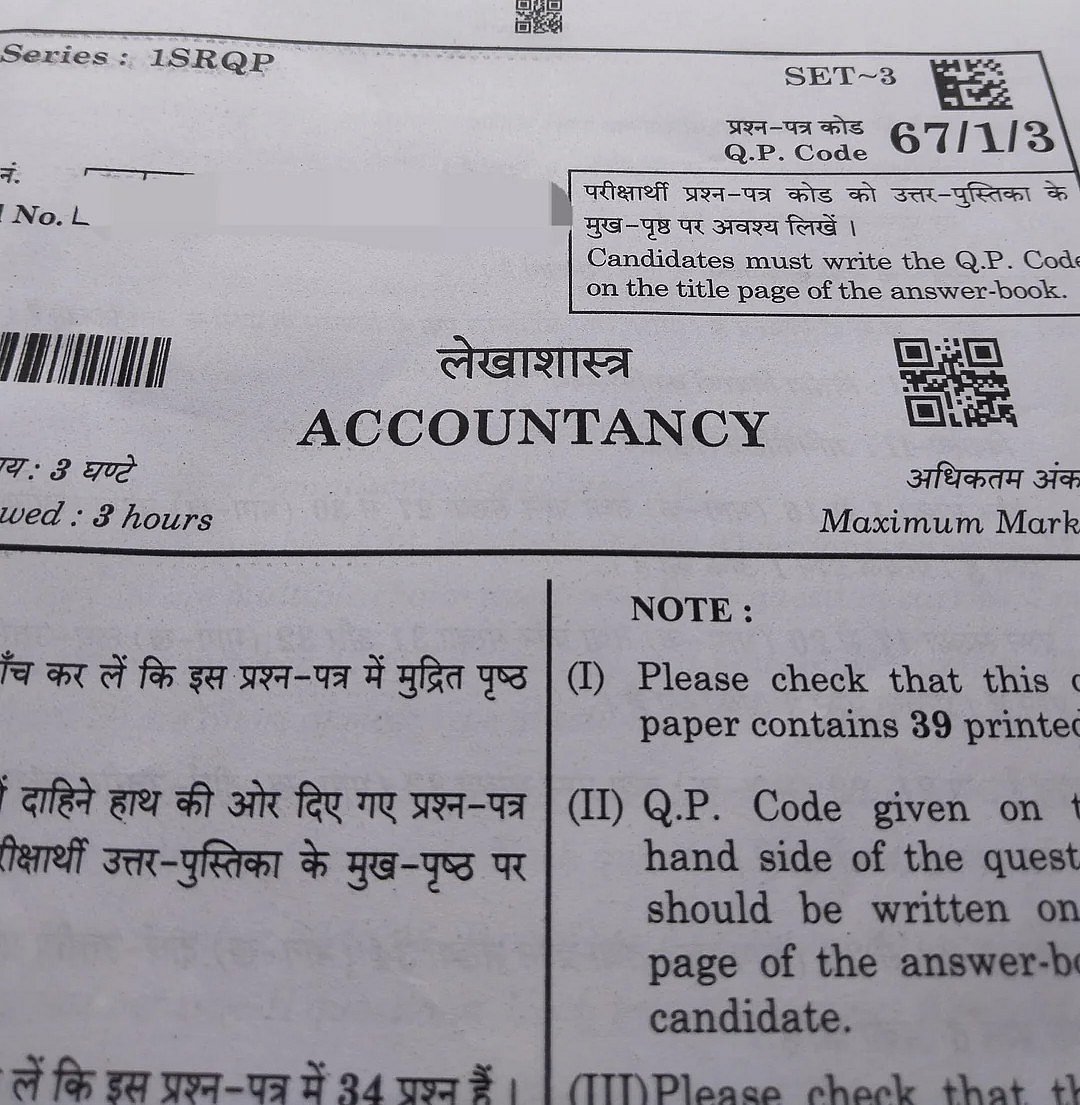 Series : 1SRQP
SET~3
प्रश्न-पत्र कोड
Q.P. Code 67/1/3
नं.
No.
परीक्षार्थी प्रश्न-पत्र कोड को उत्तर-पुस्तिका के
मुख-पृष्ठ पर अवश्य लिखें ।
Candidates must write the Q.P. Code
on the title page of the answer-book.
लेखाशास्त्र
ACCOUNTANCY
: 3 घण्टे
wed : 3 hours
अधिकतम अंक
Maximum Mark
कर लें कि इस प्रश्न-पत्र में मुद्रित पृष्ठ
दाहिने हाथ की ओर दिए गए प्रश्न-पत्र
रीक्षार्थी उत्तर-पुस्तिका के मुख-पृष्ठ पर
लें कि इस प्रश्न-पत्र में 34 प्रश्न हैं ।
NOTE :
(I) Please check that this
paper contains 39 printed
(II) Q.P. Code given on t
hand side of the quest
should be written on
page of the answer-bo
candidate.
(III) Please check that th